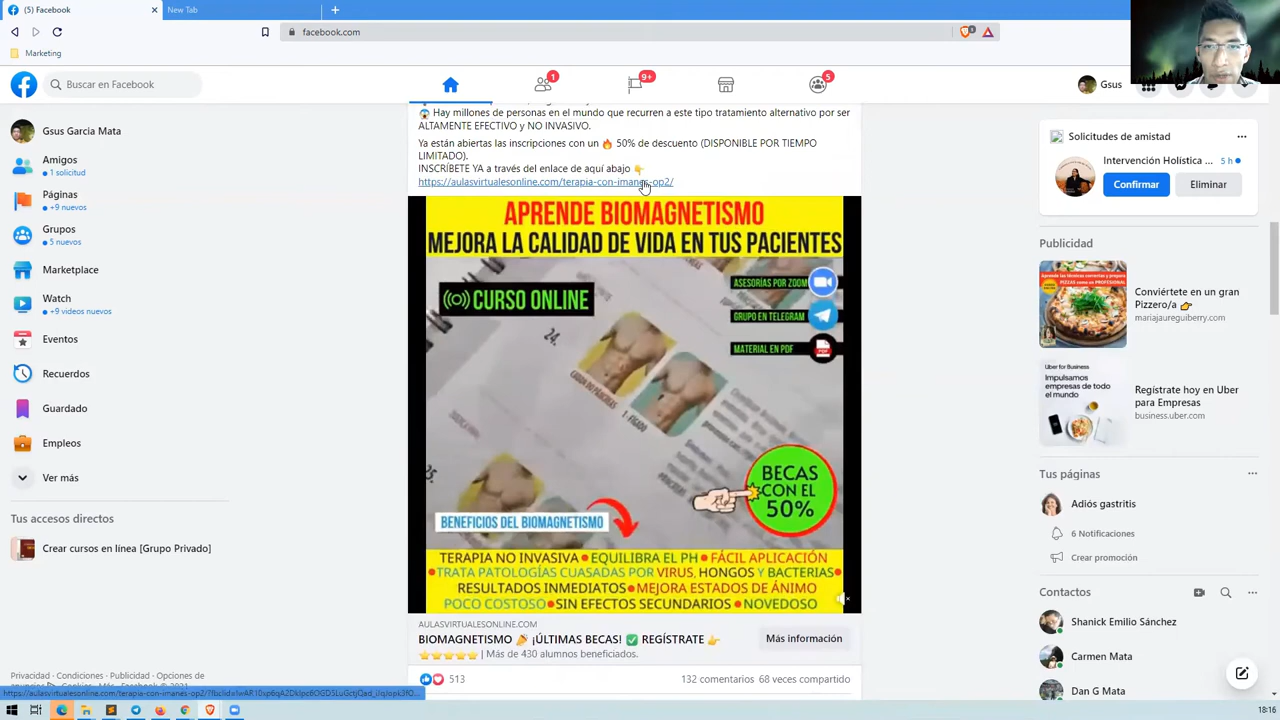 (5) Facebook
New Tab
facebook.com
Marketing
Buscar en Facebook
1
9+
5
Gsus
Gsus Garcia Mata
Amigos
1 solicitud
Páginas
+9 nuevos
Grupos
5 nuevos
Marketplace
Watch
+9 videos nuevos
Eventos
Recuerdos
Guardado
Empleos
Ver más
Tus accesos directos
Crear cursos en línea [Grupo Privado]
Privacidad · Condiciones · Publicidad · Opciones de
😱 Hay millones de personas en el mundo que recurren a este tipo tratamiento alternativo por ser
ALTAMENTE EFECTIVO y NO INVASIVO.
Ya están abiertas las inscripciones con un 🔥 50% de descuento (DISPONIBLE POR TIEMPO
LIMITADO).
INSCRÍBETE YA a través del enlace de aquí abajo 👇
https://aulasvirtualesonline.com/terapia-con-imanes-op2/
APRENDE BIOMAGNETISMO
MEJORA LA CALIDAD DE VIDA EN TUS PACIENTES
CURSO ONLINE
ASESORÍAS POR ZOOM
GRUPO EN TELEGRAM
MATERIAL EN PDF
24.
1. HÍGADO
BECAS
CON EL
50%
BENEFICIOS DEL BIOMAGNETISMO
TERAPIA NO INVASIVA ● EQUILIBRA EL PH ● FÁCIL APLICACIÓN
● TRATA PATOLOGÍAS CUASADAS POR VIRUS, HONGOS Y BACTERIAS ●
RESULTADOS INMEDIATOS ● MEJORA ESTADOS DE ÁNIMO
POCO COSTOSO ● SIN EFECTOS SECUNDARIOS ● NOVEDOSO
AULASVIRTUALESONLINE.COM
BIOMAGNETISMO 🎉 ¡ÚLTIMAS BECAS! ✅ REGÍSTRATE 👉
⭐⭐⭐⭐⭐ | Más de 430 alumnos beneficiados.
Más información
513
132 comentarios 68 veces compartido
Solicitudes de amistad
Intervención Holística ...
5 h
Confirmar
Eliminar
Publicidad
Conviértete en un gran
Pizzero/a 👉
mariajaureguiberry.com
Uber for Business
Impulsamos
empresas de todo
el mundo
Regístrate hoy en Uber
para Empresas
business.uber.com
Tus páginas
Adiós gastritis
6 Notificaciones
Crear promoción
Contactos
Shanick Emilio Sánchez
Carmen Mata
Dan G Mata
18:16